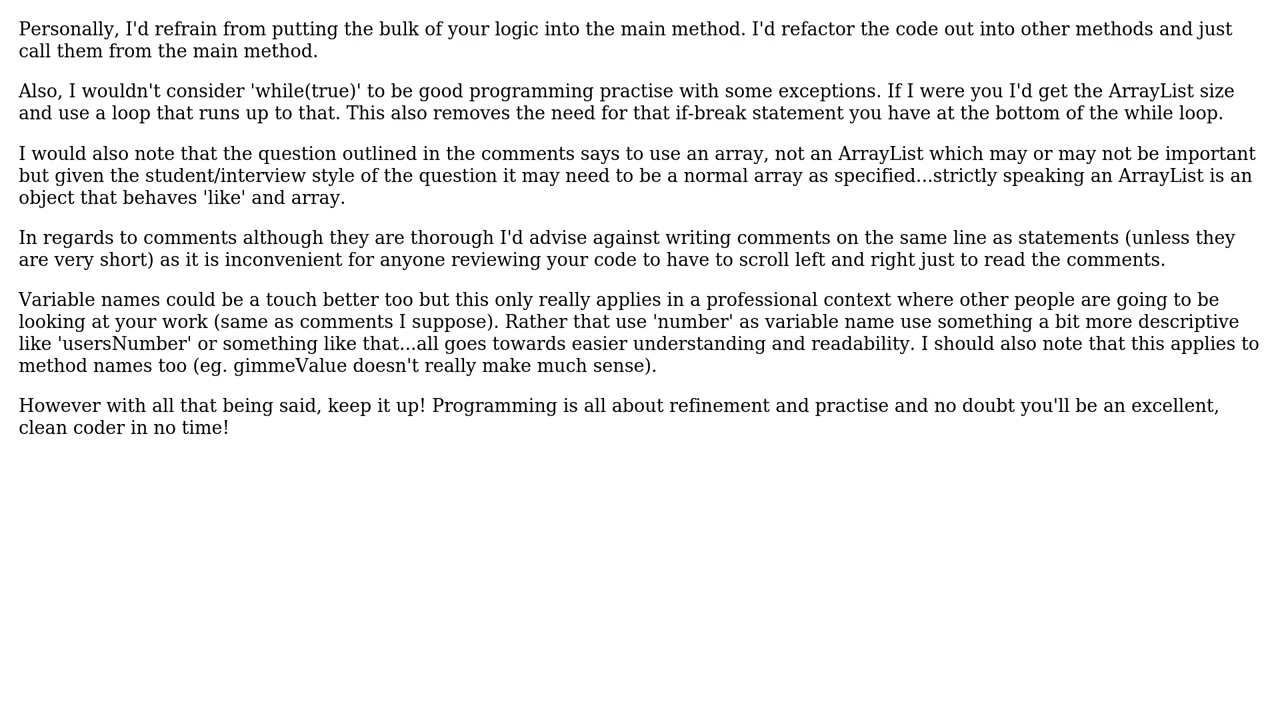 Personally, I'd refrain from putting the bulk of your logic into the main method. I'd refactor the code out into other methods and just
call them from the main method.
Also, I wouldn't consider 'while(true)' to be good programming practise with some exceptions. If I were you I'd get the ArrayList size
and use a loop that runs up to that. This also removes the need for that if-break statement you have at the bottom of the while loop.
I would also note that the question outlined in the comments says to use an array, not an ArrayList which may or may not be important
but given the student/interview style of the question it may need to be a normal array as specified...strictly speaking an ArrayList is an
object that behaves 'like' and array.
In regards to comments although they are thorough I'd advise against writing comments on the same line as statements (unless they
are very short) as it is inconvenient for anyone reviewing your code to have to scroll left and right just to read the comments.
Variable names could be a touch better too but this only really applies in a professional context where other people are going to be
looking at your work (same as comments I suppose). Rather that use 'number' as variable name use something a bit more descriptive
like 'usersNumber' or something like that...all goes towards easier understanding and readability. I should also note that this applies to
method names too (eg. gimmeValue doesn't really make much sense).
However with all that being said, keep it up! Programming is all about refinement and practise and no doubt you'll be an excellent,
clean coder in no time!